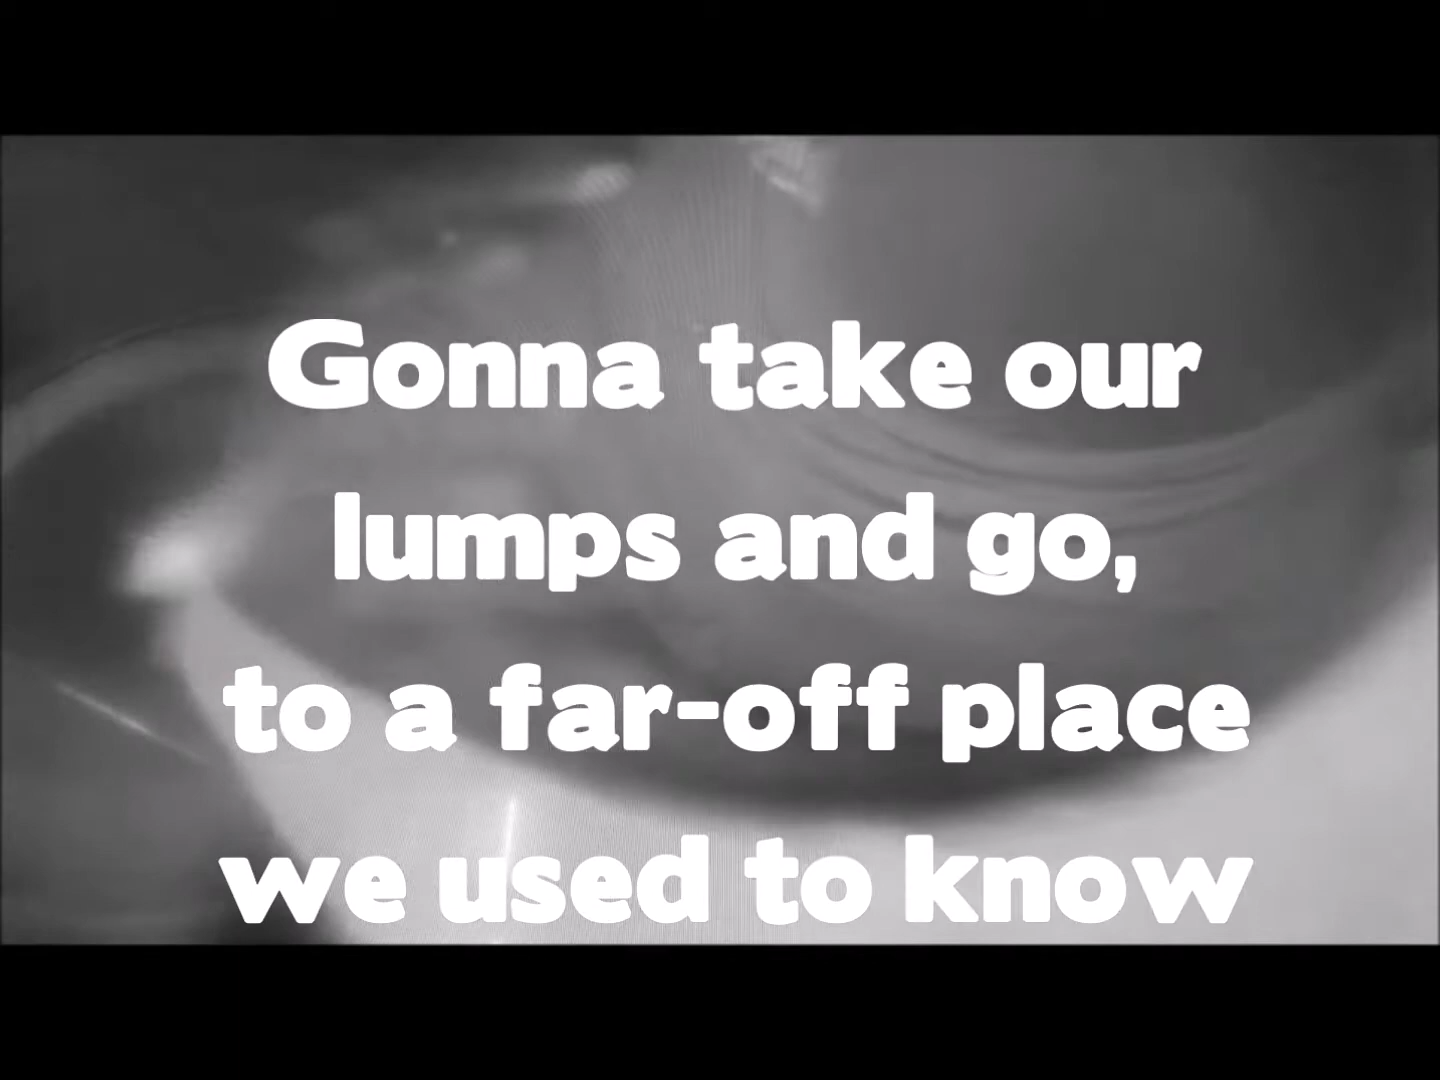 Gonna take our
lumps and go,
to a far-off place
we used to know